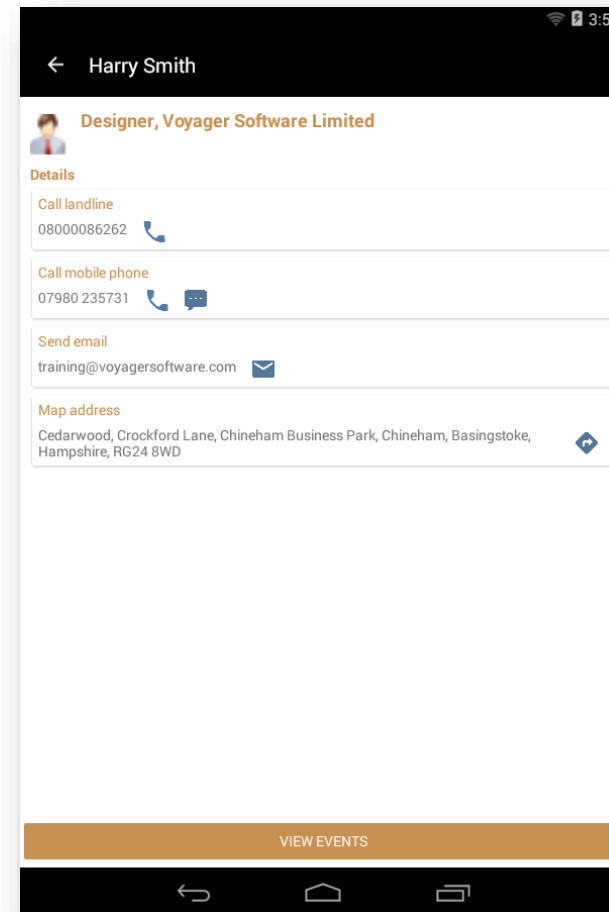 3:5
Harry Smith
Designer, Voyager Software Limited
Details
Call landline
08000086262
Call mobile phone
07980 235731
Send email
training@voyagersoftware.com
Map address
Cedarwood, Crockford Lane, Chineham Business Park, Chineham, Basingstoke,
Hampshire, RG24 8WD
VIEW EVENTS